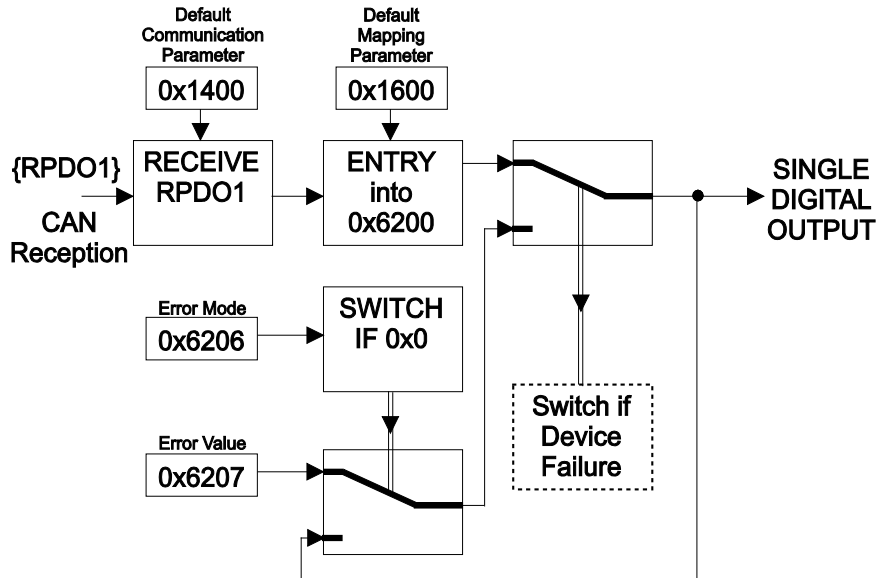 Default
Communication
Parameter
0x1400
Default
Mapping
Parameter
0x1600
{RPDO1}
CAN
Reception
RECEIVE
RPDO1
ENTRY
into
0x6200
SINGLE
DIGITAL
OUTPUT
Error Mode
0x6206
SWITCH
IF 0x0
Switch if
Device
Failure
Error Value
0x6207